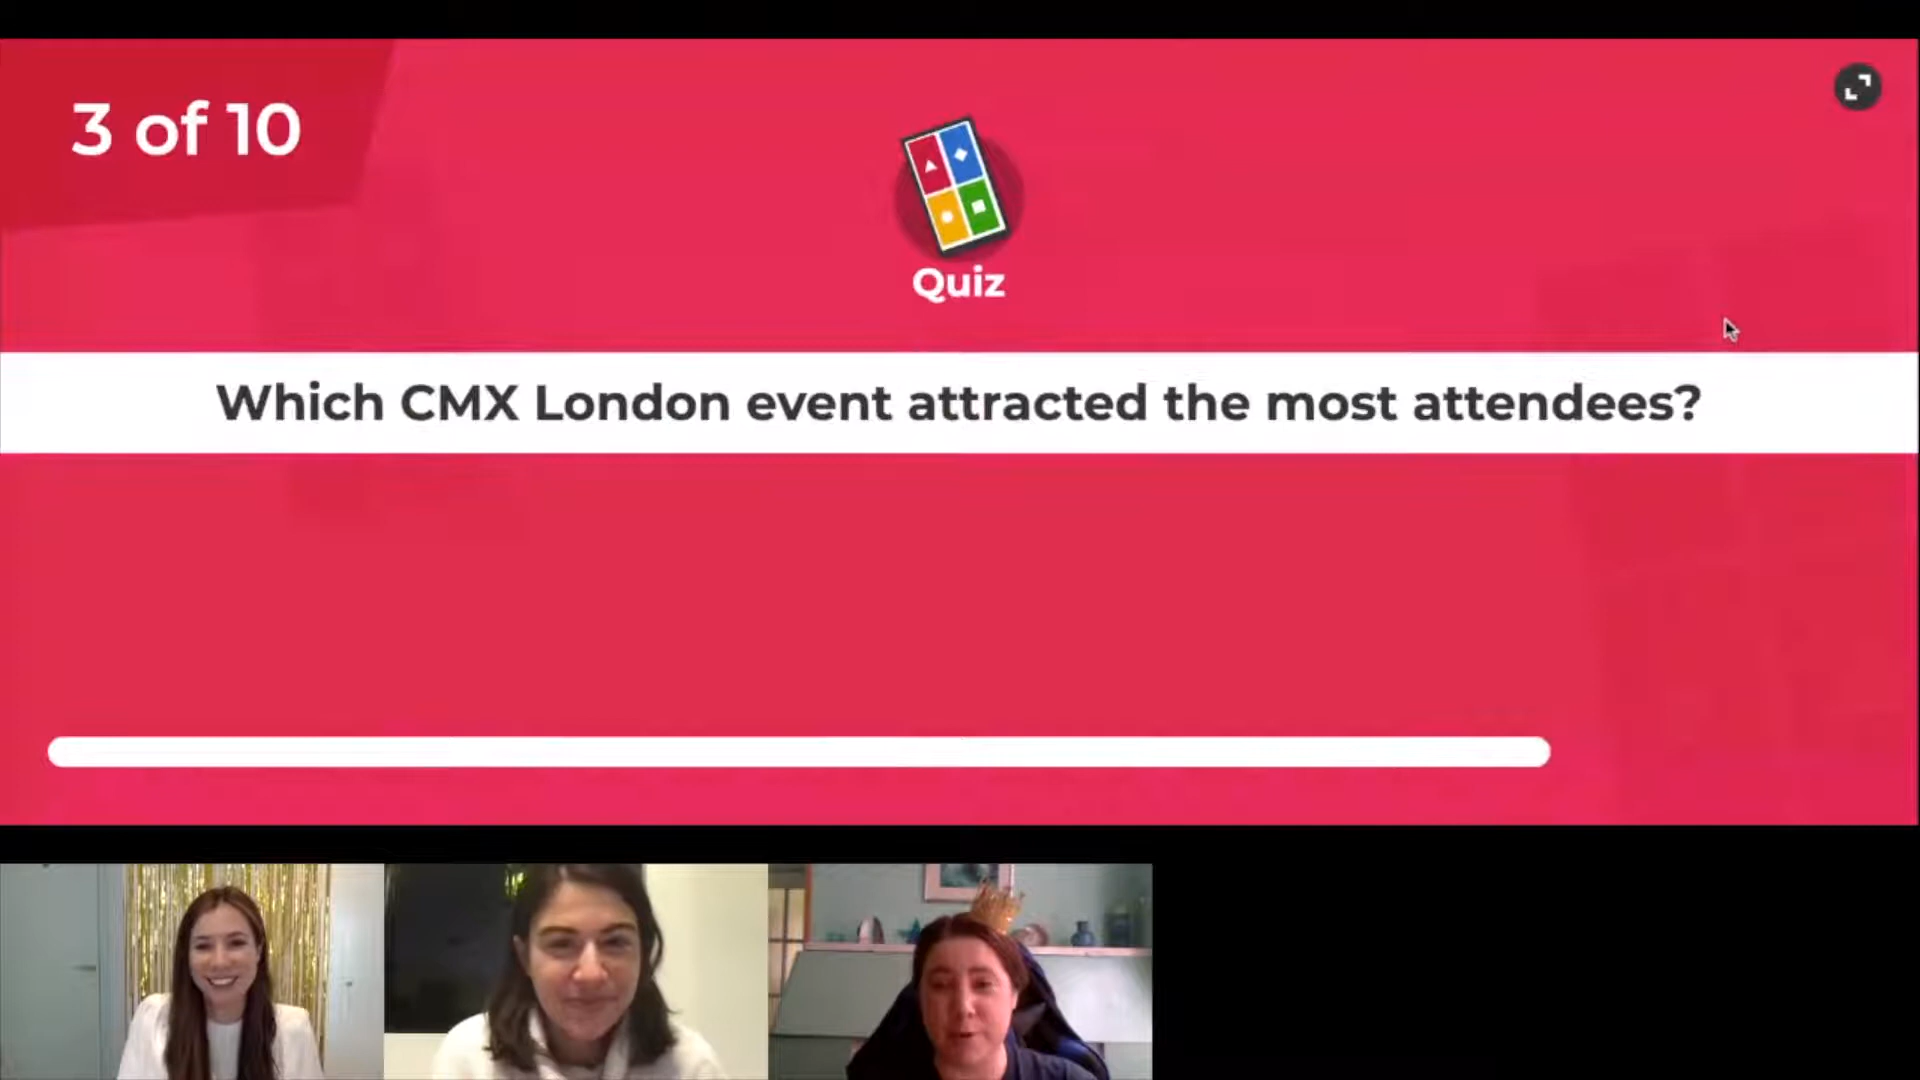 3 of 10
Quiz
Which CMX London event attracted the most attendees?